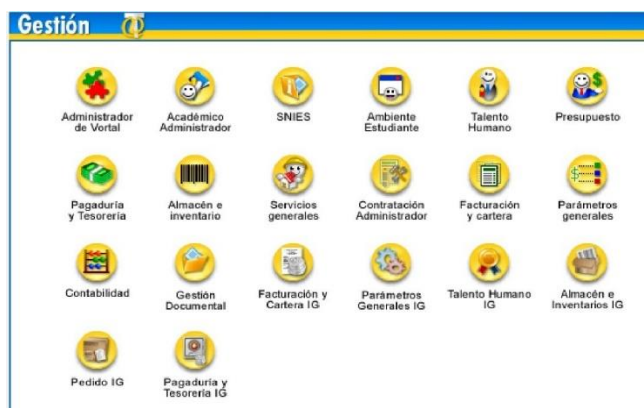 Gestión
Administrador de Vortal
Académico Administrador
SNIES
Ambiente Estudiante
Talento Humano
Presupuesto
Pagaduría y Tesorería
Almacén e inventario
Servicios generales
Contratación Administrador
Facturación y cartera
Parámetros generales
Contabilidad
Gestión Documental
Facturación y Cartera IG
Parámetros Generales IG
Talento Humano IG
Almacén e Inventarios IG
Pedido IG
Pagaduría y Tesorería IG